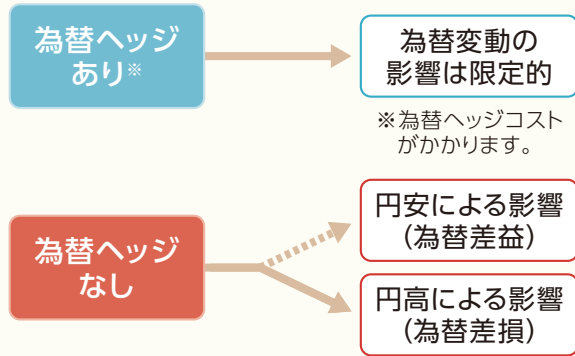 為替ヘッジ
あり※
為替変動の
影響は限定的
※為替ヘッジコスト
がかかります。
為替ヘッジ
なし
円安による影響
(為替差益)
円高による影響
(為替差損)